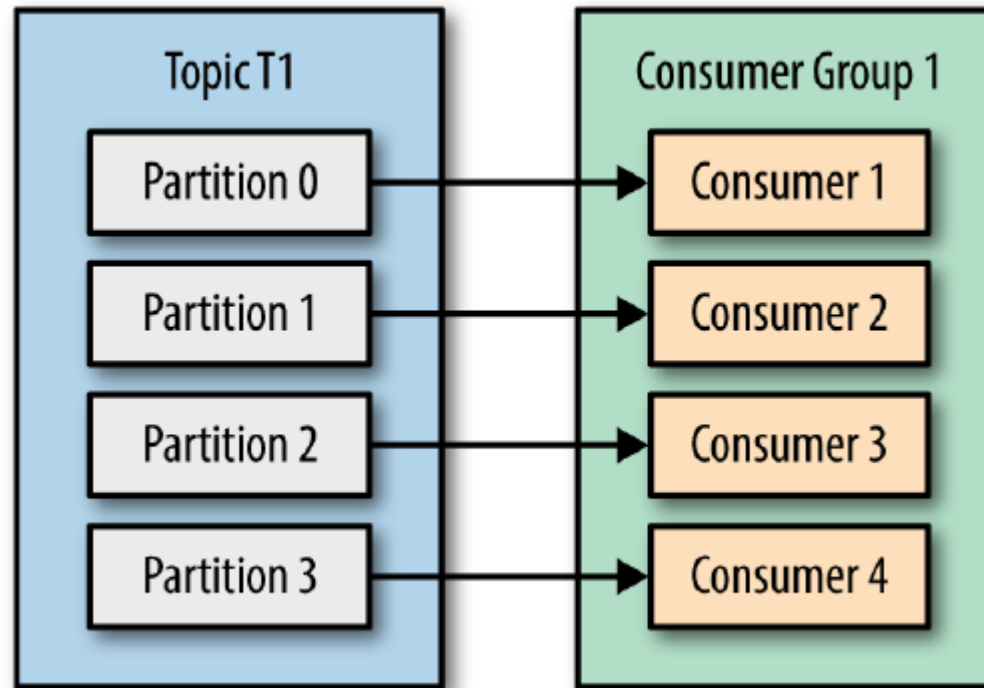 Topic T1
Partition 0
Partition 1
Partition 2
Partition 3
Consumer Group 1
Consumer 1
Consumer 2
Consumer 3
Consumer 4